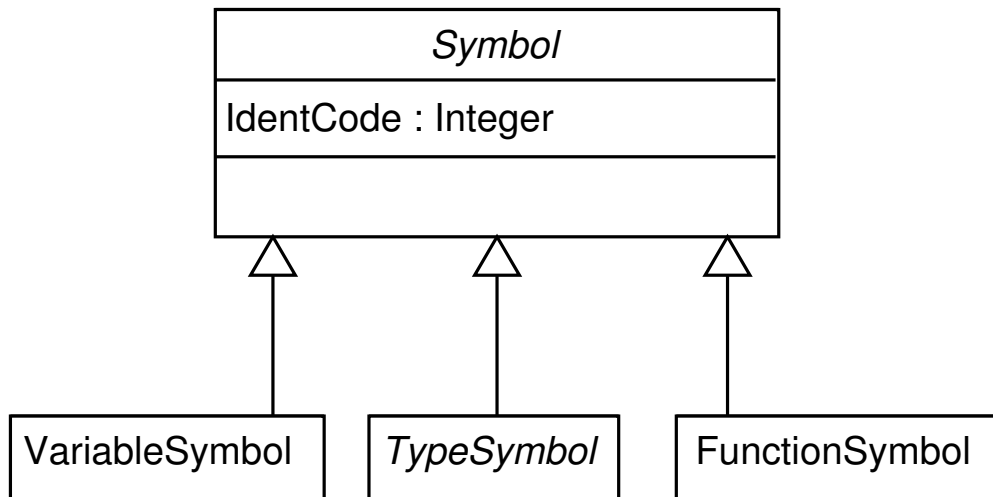 Symbol
IdentCode : Integer
VariableSymbol
TypeSymbol
FunctionSymbol